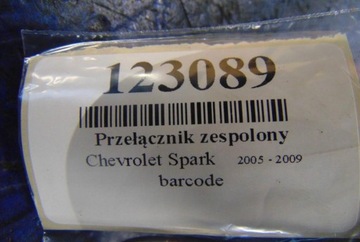 123089
Przełącznik zespolony
Chevrolet Spark 2005 - 2009
barcode